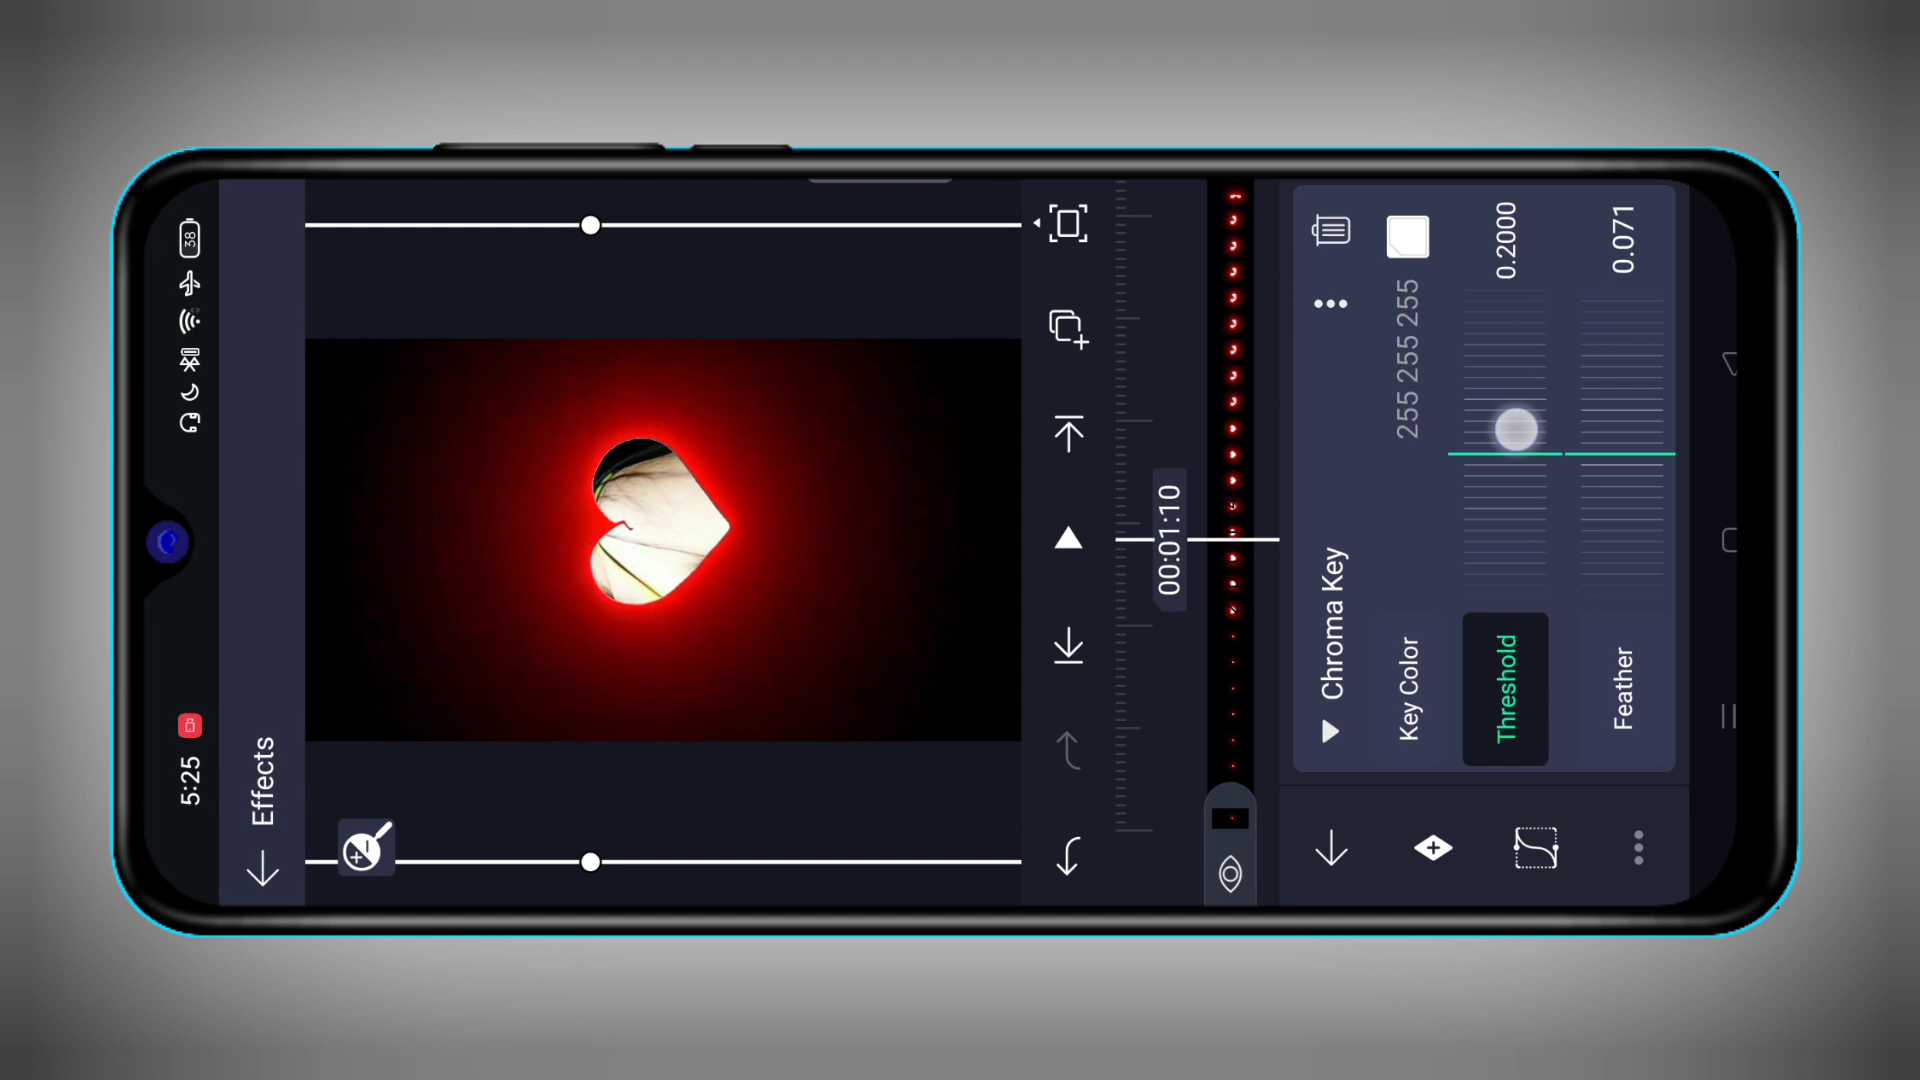 5:25
38
Effects
00:01:10
Chroma Key
Key Color
255 255 255
Threshold
0.2000
Feather
0.071